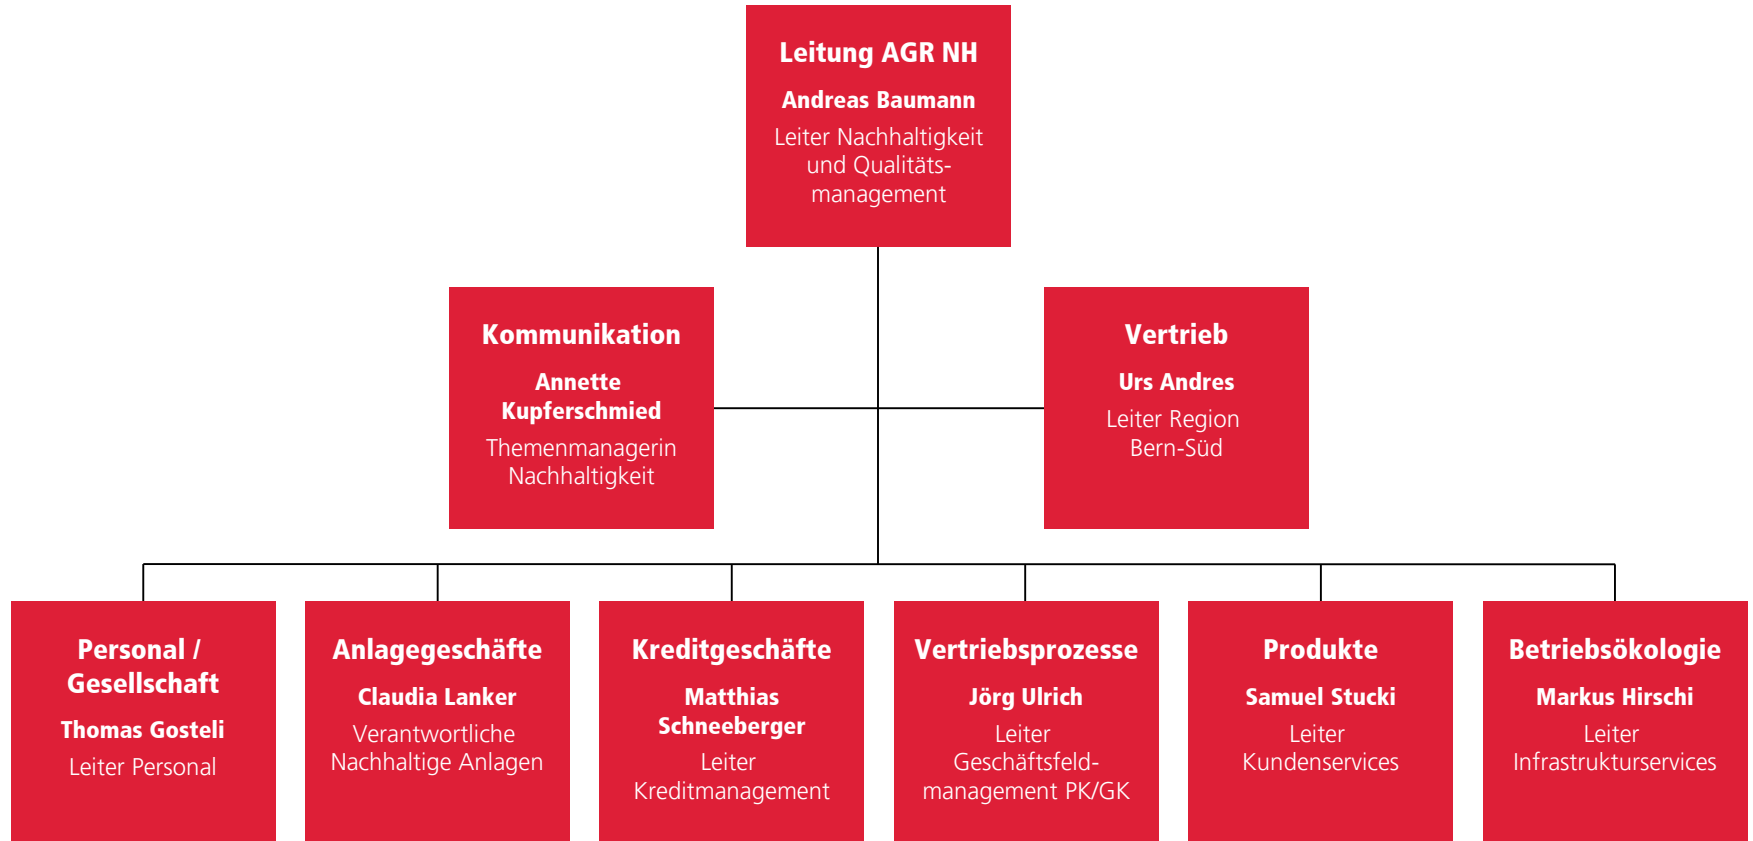 Leitung AGR NH
Andreas Baumann
Leiter Nachhaltigkeit
und Qualitäts-
management
Kommunikation
Annette
Kupferschmied
Themenmanagerin
Nachhaltigkeit
Vertrieb
Urs Andres
Leiter Region
Bern-Süd
Personal /
Gesellschaft
Thomas Gosteli
Leiter Personal
Anlagegeschäfte
Claudia Lanker
Verantwortliche
Nachhaltige Anlagen
Kreditgeschäfte
Matthias
Schneeberger
Leiter
Kreditmanagement
Vertriebsprozesse
Jörg Ulrich
Leiter
Geschäftsfeld-
management PK/GK
Produkte
Samuel Stucki
Leiter
Kundenservices
Betriebsökologie
Markus Hirschi
Leiter
Infrastrukturservices